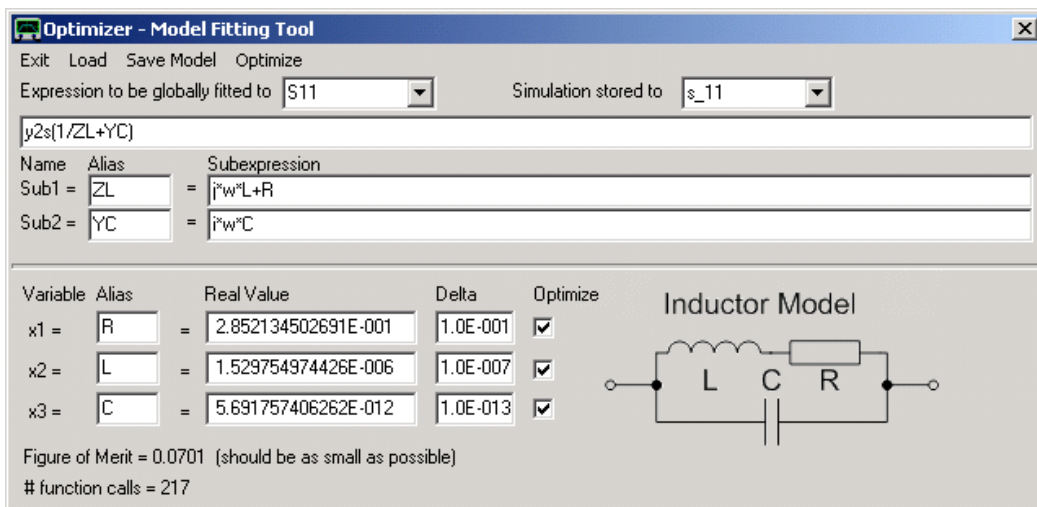 Optimizer - Model Fitting Tool
Exit Load Save Model Optimize
Expression to be globally fitted to S11 Simulation stored to s_11
y2s(1/ZL+YC)
Name Alias Subexpression
Sub1 = ZL = j*w*L+R
Sub2 = YC = i*w*C
Variable Alias Real Value Delta Optimize
x1 = R = 2.852134502691E-001 1.0E-001
x2 = L = 1.529754974426E-006 1.0E-007
x3 = C = 5.691757406262E-012 1.0E-013
Inductor Model
L C R
Figure of Merit = 0.0701 (should be as small as possible)
# function calls = 217